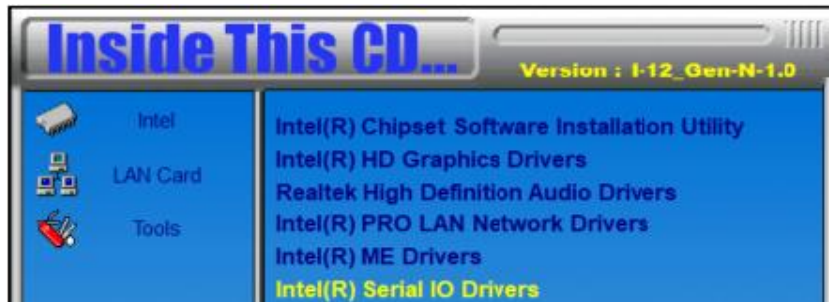 Inside This CD...
Version : I-12_Gen-N-1.0
Intel
LAN Card
Tools
Intel(R) Chipset Software Installation Utility
Intel(R) HD Graphics Drivers
Realtek High Definition Audio Drivers
Intel(R) PRO LAN Network Drivers
Intel(R) ME Drivers
Intel(R) Serial IO Drivers